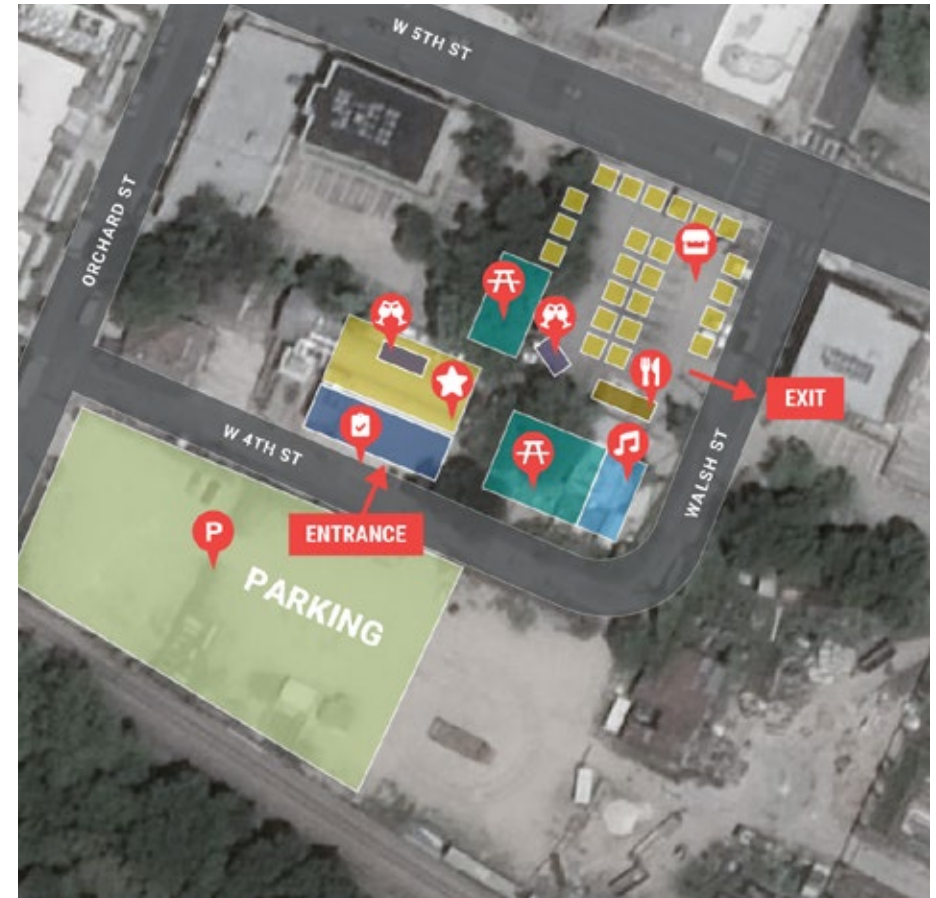 W 5TH ST
ORCHARD ST
EXIT
W 4TH ST
WALSH ST
ENTRANCE
P
PARKING